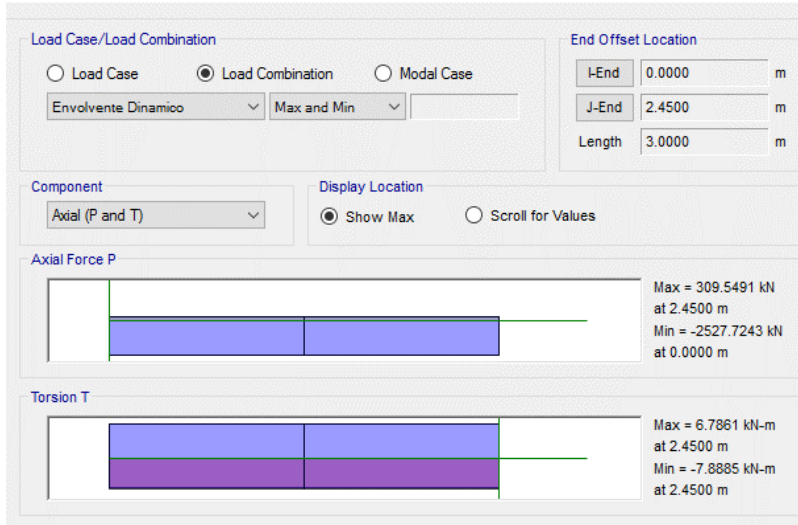 Load Case/Load Combination
Load Case
Load Combination
Modal Case
Envolvente Dinamico
Max and Min
End Offset Location
I-End 0.0000 m
J-End 2.4500 m
Length 3.0000 m
Component
Axial (P and T)
Display Location
Show Max
Scroll for Values
Axial Force P
Max = 309.5491 kN
at 2.4500 m
Min = -2527.7243 kN
at 0.0000 m
Torsion T
Max = 6.7861 kN-m
at 2.4500 m
Min = -7.8885 kN-m
at 2.4500 m